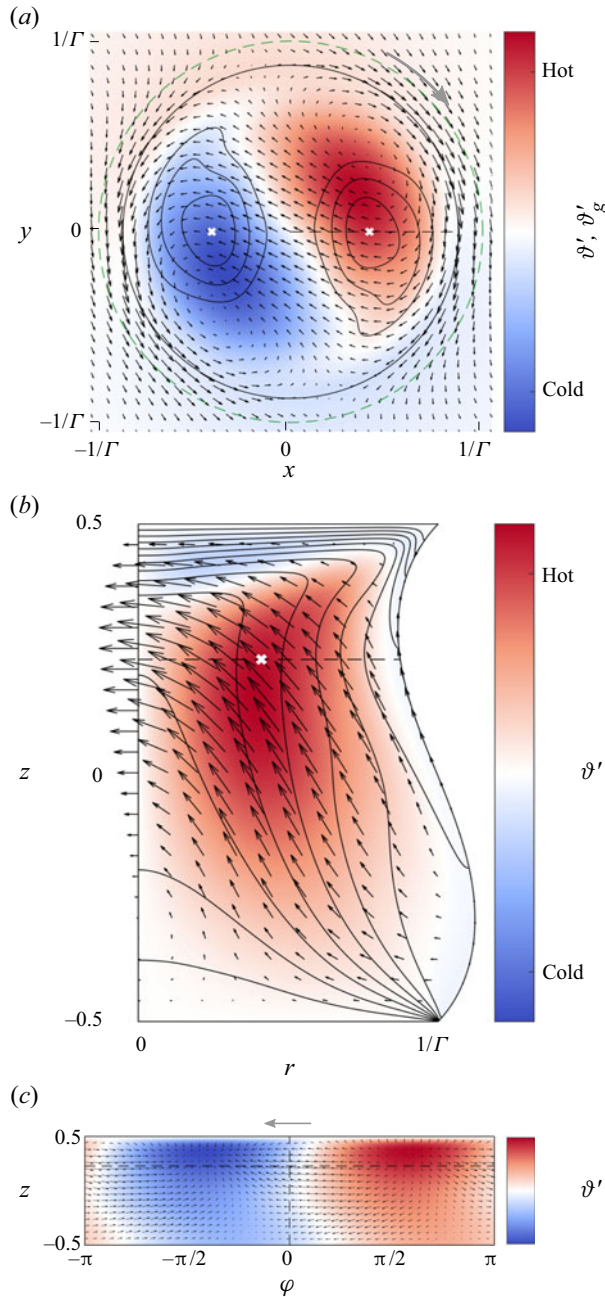 (a)
1/Γ
y
0
–1/Γ
–1/Γ
0
1/Γ
x
Hot
Cold
ϑ′, ϑ′g
(b)
0.5
z
0
–0.5
0
1/Γ
r
Hot
Cold
ϑ′
(c)
0.5
z
–0.5
–π
–π/2
0
π/2
π
φ
ϑ′